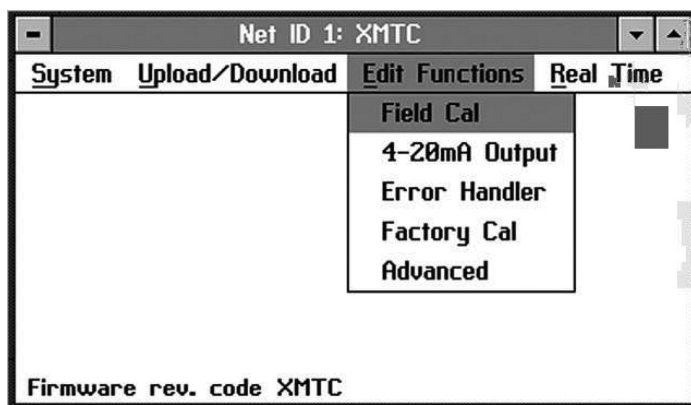 Net ID 1: XMTC
System Upload/Download Edit Functions Real Time
Field Cal
4-20mA Output
Error Handler
Factory Cal
Advanced
Firmware rev. code XMTC